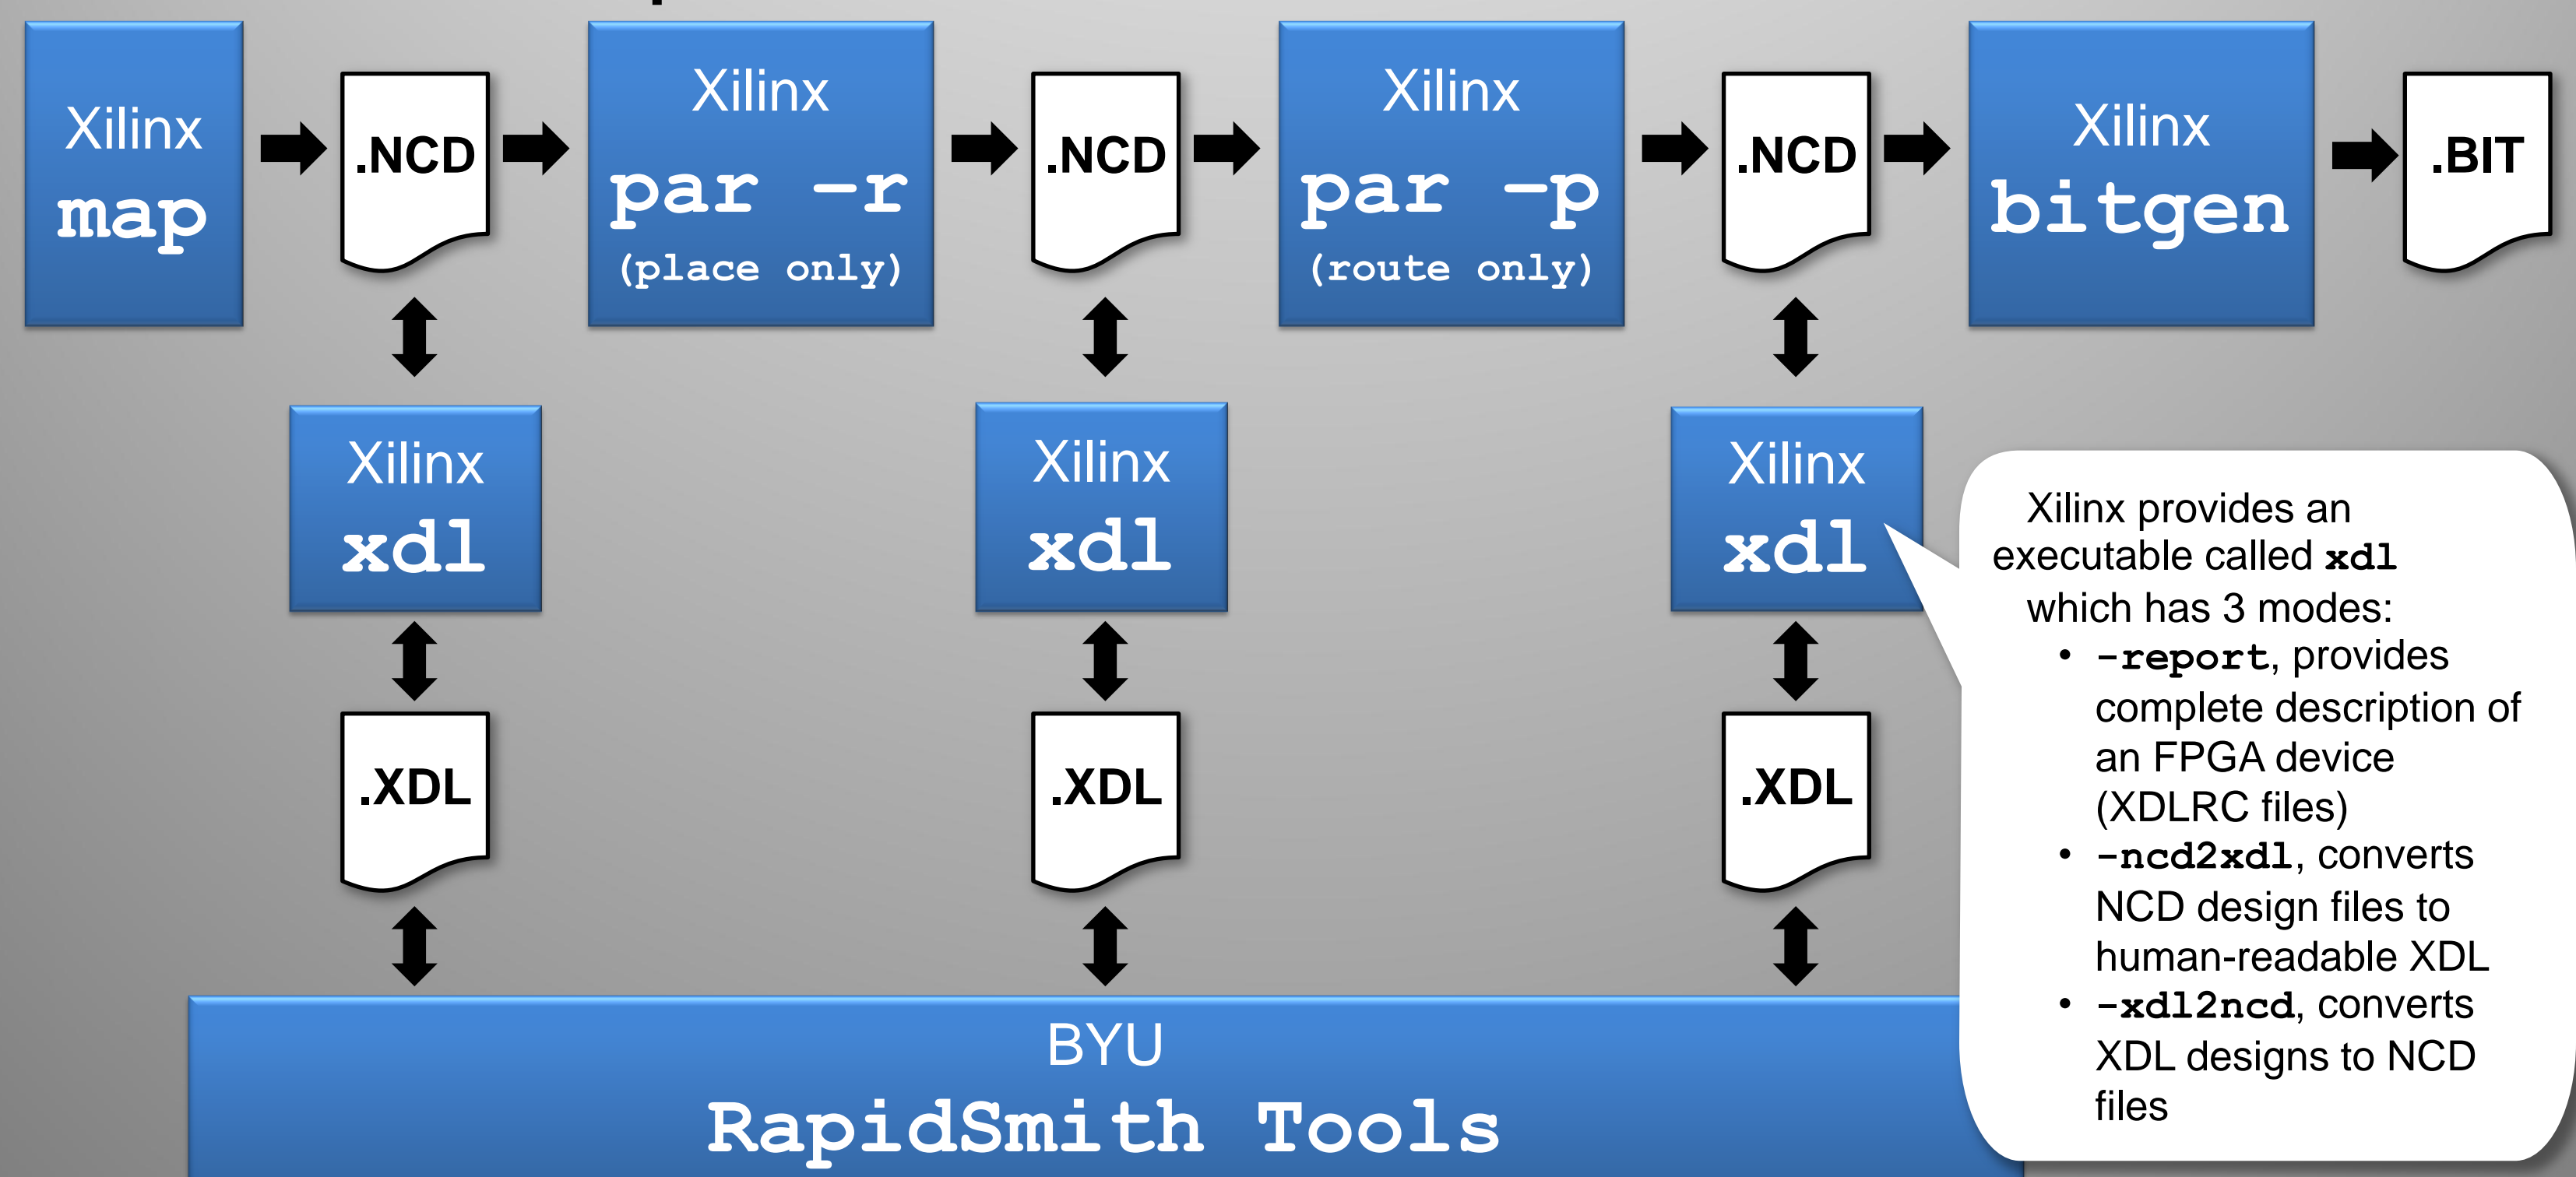 Xilinx
map
.NCD
Xilinx
par –r
(place only)
.NCD
Xilinx
par –p
(route only)
.NCD
Xilinx
bitgen
.BIT
Xilinx
xdl
Xilinx
xdl
Xilinx
xdl
Xilinx provides an
executable called xdl
which has 3 modes:
• –report, provides
complete description of
an FPGA device
(XDLRC files)
• –ncd2xdl, converts
NCD design files to
human-readable XDL
• –xdl2ncd, converts
XDL designs to NCD
files
.XDL
.XDL
.XDL
BYU
RapidSmith Tools